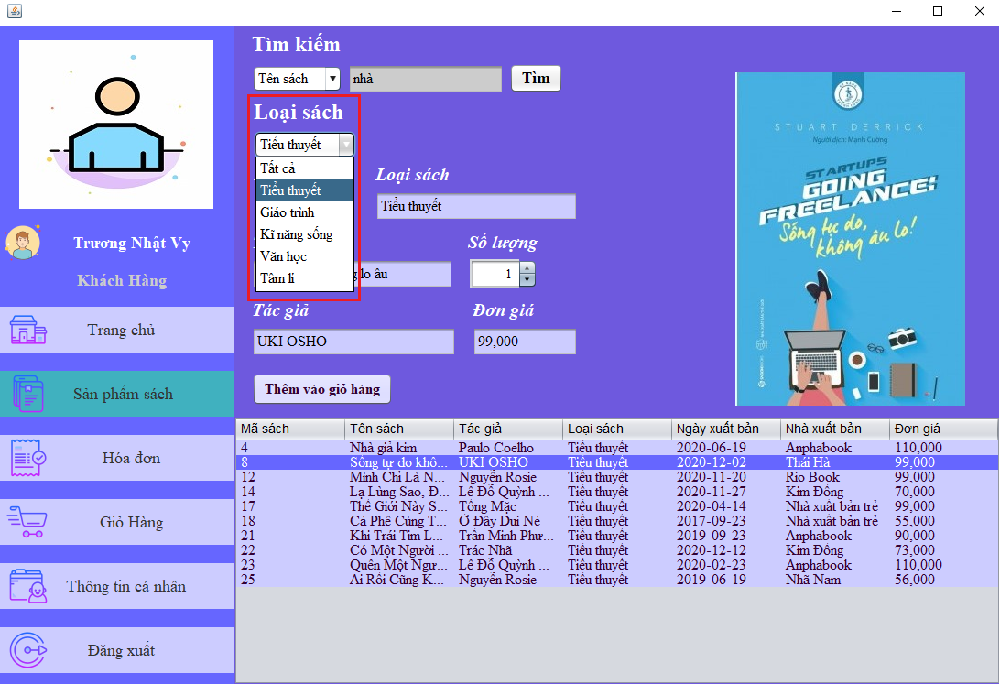 Tìm kiếm
Tên sách nhà Tìm
Loại sách
Tiểu thuyết
Tất cả
Tiểu thuyết
Giáo trình
Kĩ năng sống
Văn học
Tâm lí
Loại sách
Tiểu thuyết
Số lượng
lo âu 1
Tác giả Đơn giá
UKI OSHO 99,000
Thêm vào giỏ hàng
STUART DERRICK
Người dịch: Mạnh Cường
STARTUPS
GOING
FREELANCE!
Sống tự do,
không âu lo!
Trương Nhật Vy
Khách Hàng
Trang chủ
Sản phẩm sách
Hóa đơn
Giỏ Hàng
Thông tin cá nhân
Đăng xuất
Mã sách Tên sách Tác giả Loại sách Ngày xuất bản Nhà xuất bản Đơn giá
4 Nhà giả kim Paulo Coelho Tiểu thuyết 2020-06-19 Anphabook 110,000
8 Sống tự do khô... UKI OSHO Tiểu thuyết 2020-12-02 Thái Hà 99,000
12 Mình Chỉ Là N... Nguyễn Rosie Tiểu thuyết 2020-11-20 Rio Book 99,000
14 Lạ Lùng Sao, Đ... Lê Đỗ Quỳnh ... Tiểu thuyết 2020-11-27 Kim Đồng 70,000
17 Thế Giới Này S... Tống Mặc Tiểu thuyết 2020-04-14 Nhà xuất bản trẻ 99,000
18 Cà Phê Cùng T... Ở Đây Dui Nè Tiểu thuyết 2017-09-23 Nhà xuất bản trẻ 55,000
21 Khi Trái Tim L... Trần Minh Phư... Tiểu thuyết 2019-09-23 Anphabook 90,000
22 Có Một Người ... Trác Nhã Tiểu thuyết 2020-12-12 Kim Đồng 73,000
23 Quên Một Ngư... Lê Đỗ Quỳnh ... Tiểu thuyết 2020-02-23 Anphabook 110,000
25 Ai Rồi Cũng K... Nguyễn Rosie Tiểu thuyết 2019-06-19 Nhã Nam 56,000